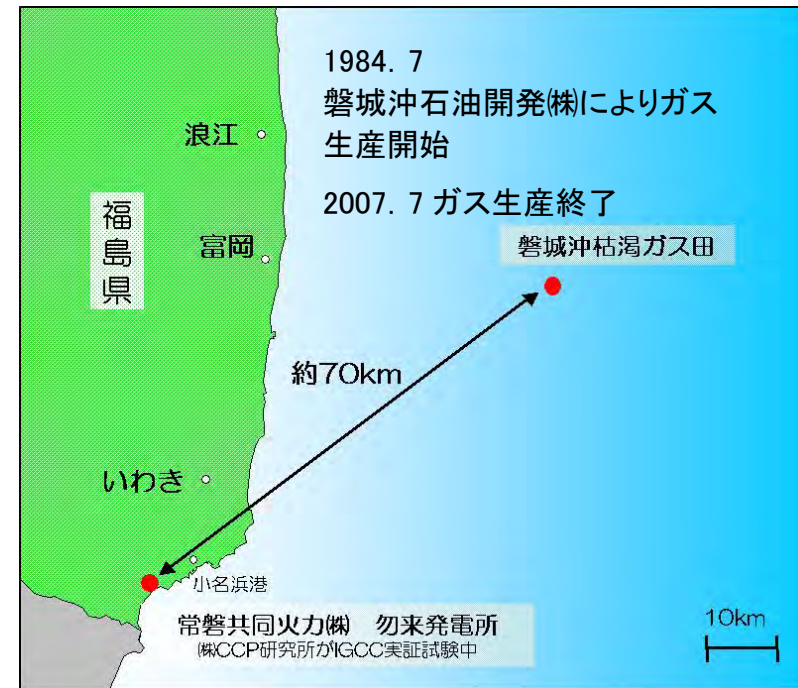 1984. 7
磐城沖石油開発㈱によりガス
生産開始
2007. 7 ガス生産終了
浪江
福島県
富岡
磐城沖枯渇ガス田
約70km
いわき
小名浜港
常磐共同火力㈱ 勿来発電所
㈱CCP研究所がIGCC実証試験中
10km